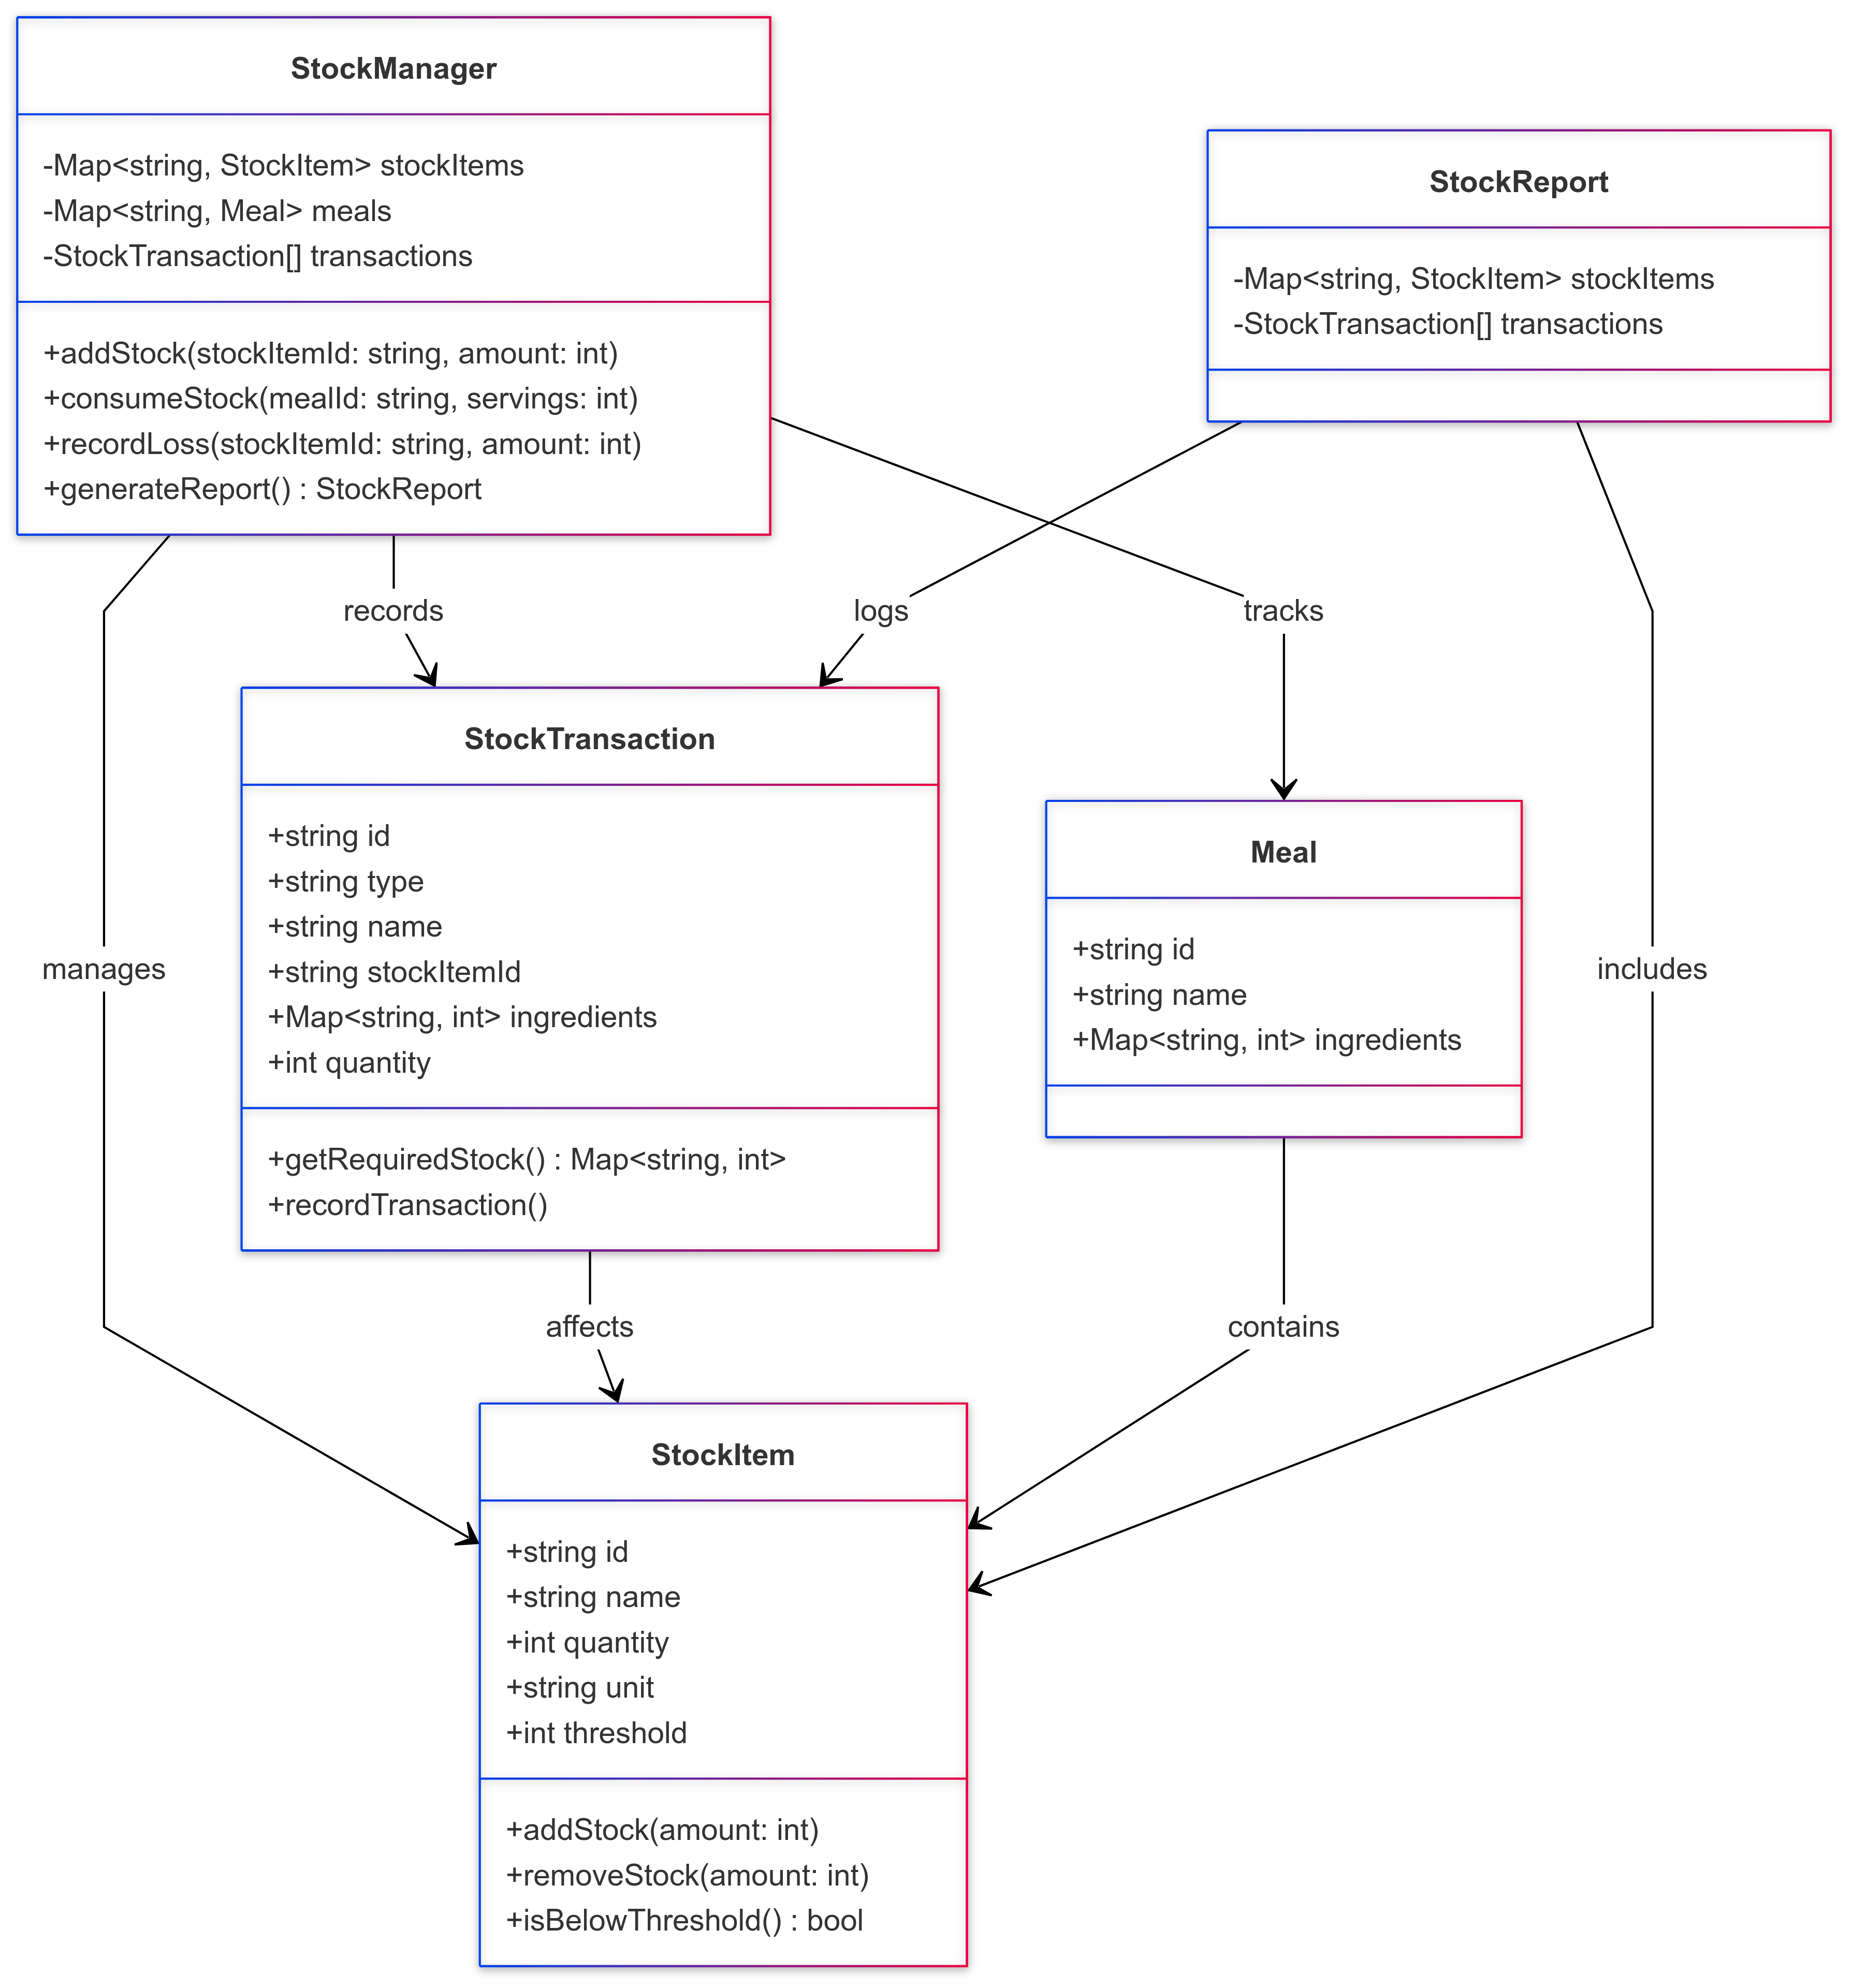 StockManager
-Map<string, StockItem> stockItems
-Map<string, Meal> meals
-StockTransaction[] transactions
+addStock(stockItemId: string, amount: int)
+consumeStock(mealId: string, servings: int)
+recordLoss(stockItemId: string, amount: int)
+generateReport() : StockReport
StockReport
-Map<string, StockItem> stockItems
-StockTransaction[] transactions
records
logs
tracks
StockTransaction
+string id
+string type
+string name
+string stockItemId
+Map<string, int> ingredients
+int quantity
+getRequiredStock() : Map<string, int>
+recordTransaction()
Meal
+string id
+string name
+Map<string, int> ingredients
manages
includes
affects
contains
StockItem
+string id
+string name
+int quantity
+string unit
+int threshold
+addStock(amount: int)
+removeStock(amount: int)
+isBelowThreshold() : bool